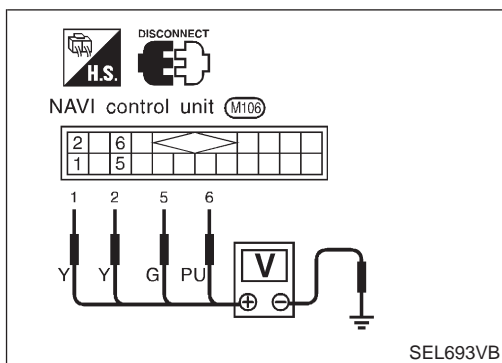 DISCONNECT
H.S.
NAVI control unit M106
2 6
1 5
1 2 5 6
Y Y G PU
V
+ −
SEL693VB